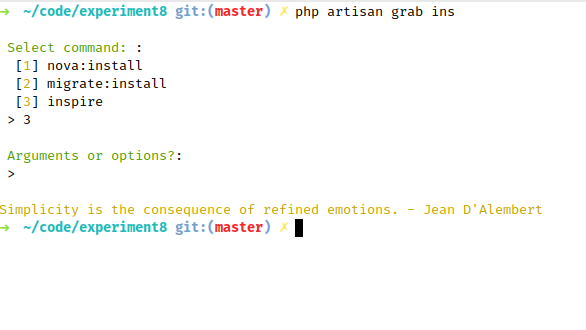 ➜ ~/code/experiment8 git:(master) ✗ php artisan grab ins
Select command: :
[1] nova:install
[2] migrate:install
[3] inspire
> 3
Arguments or options?:
>
Simplicity is the consequence of refined emotions. - Jean D'Alembert
➜ ~/code/experiment8 git:(master) ✗